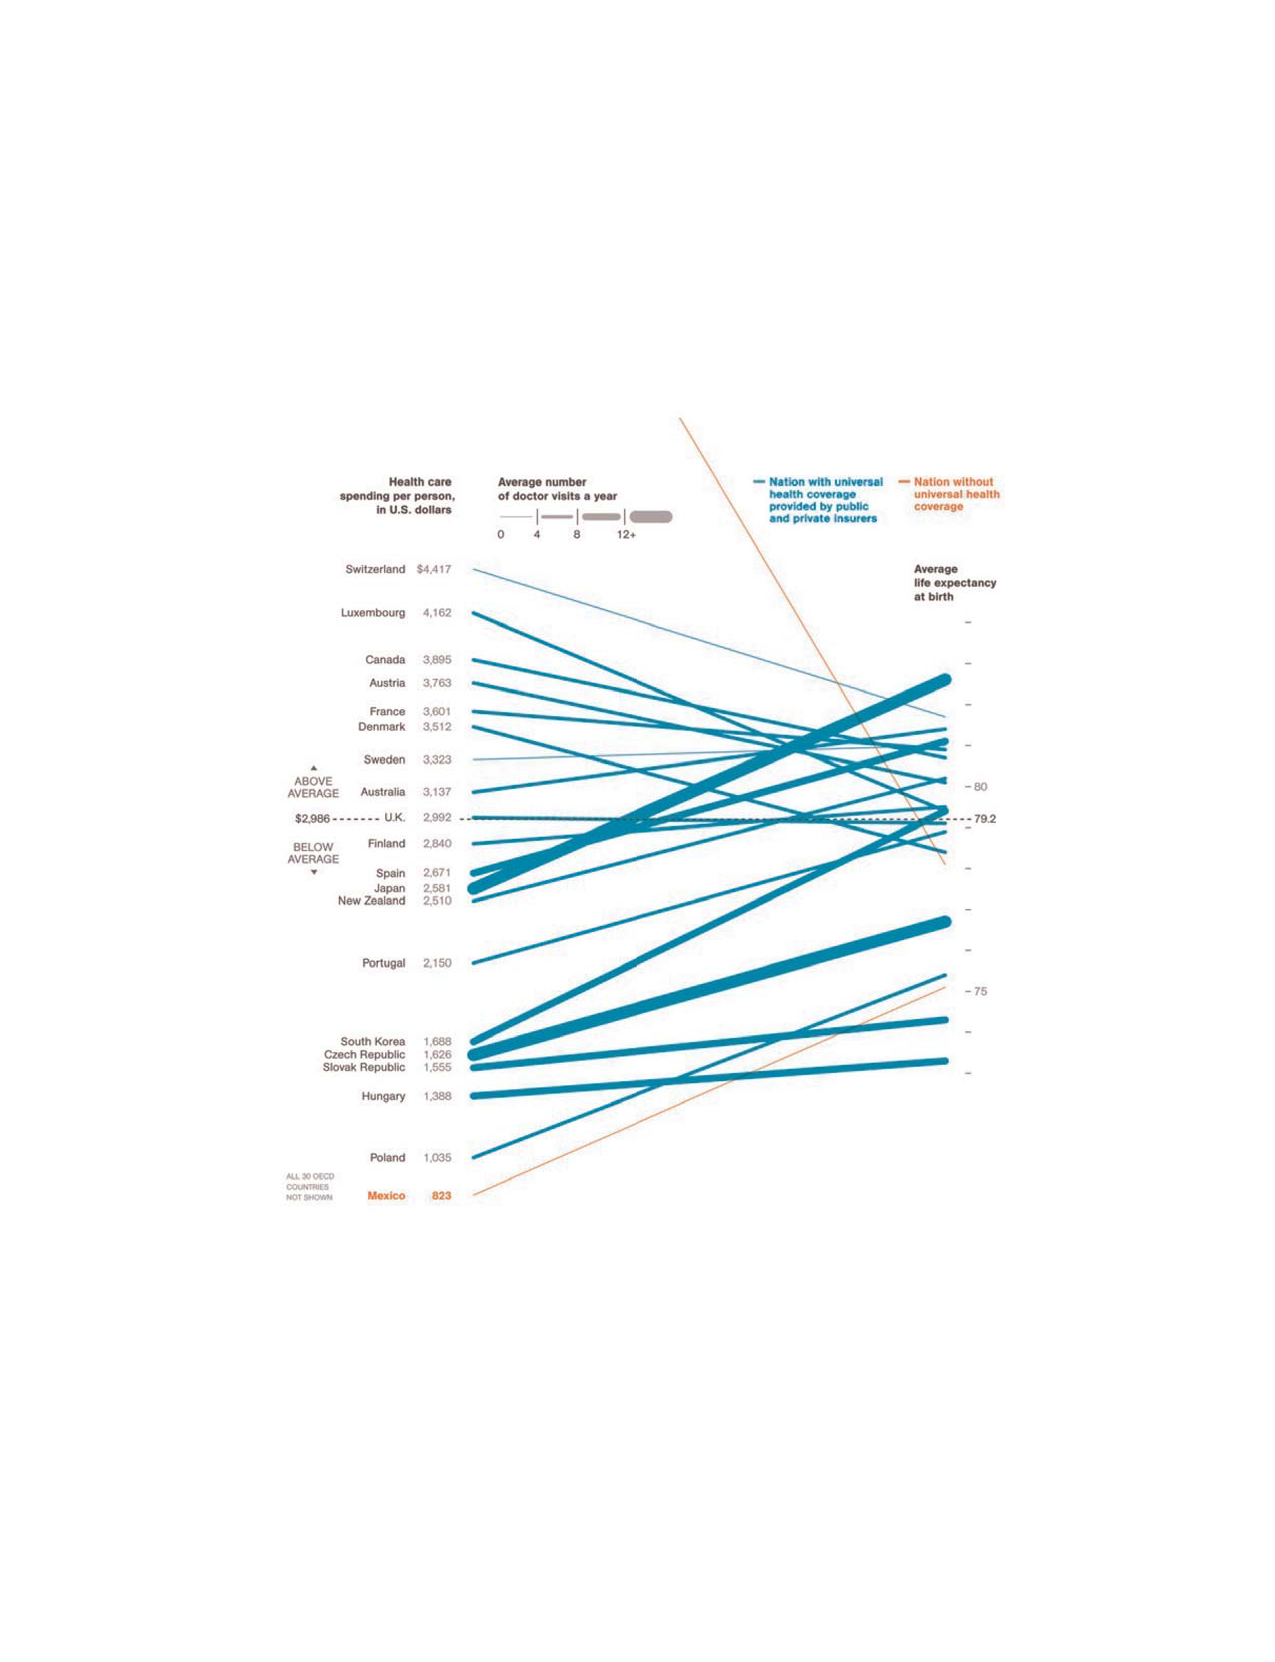 Health care
spending per person,
in U.S. dollars
Average number
of doctor visits a year
0 4 8 12+
Nation with universal
health coverage
provided by public
and private insurers
Nation without
universal health
coverage
Average
life expectancy
at birth
Switzerland $4,417
Luxembourg 4,162
Canada 3,895
Austria 3,763
France 3,601
Denmark 3,512
Sweden 3,323
ABOVE
AVERAGE
Australia 3,137
80
$2,986
U.K. 2,992
79.2
BELOW
AVERAGE
Finland 2,840
Spain 2,671
Japan 2,581
New Zealand 2,510
Portugal 2,150
75
South Korea 1,688
Czech Republic 1,626
Slovak Republic 1,555
Hungary 1,388
Poland 1,035
ALL 30 OECD
COUNTRIES
NOT SHOWN
Mexico 823